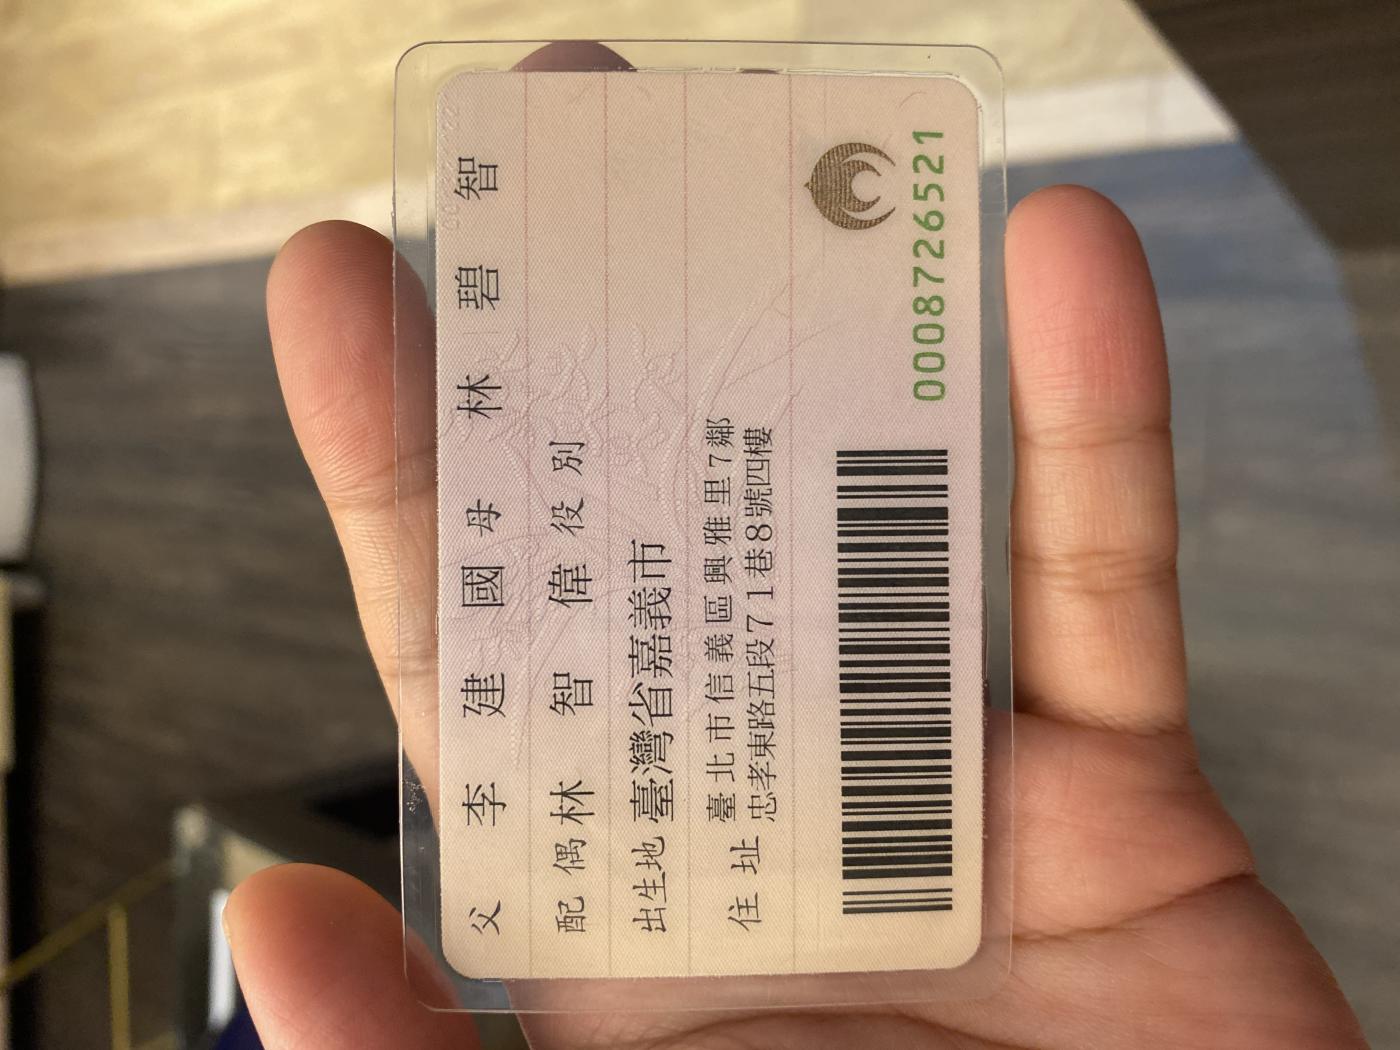 父 李 建 國 母 林 碧 智
配偶 林 智 偉 役別
出生地 臺灣省嘉義市
住址 臺北市信義區興雅里7鄰
忠孝東路五段71巷8號四樓
0008726521